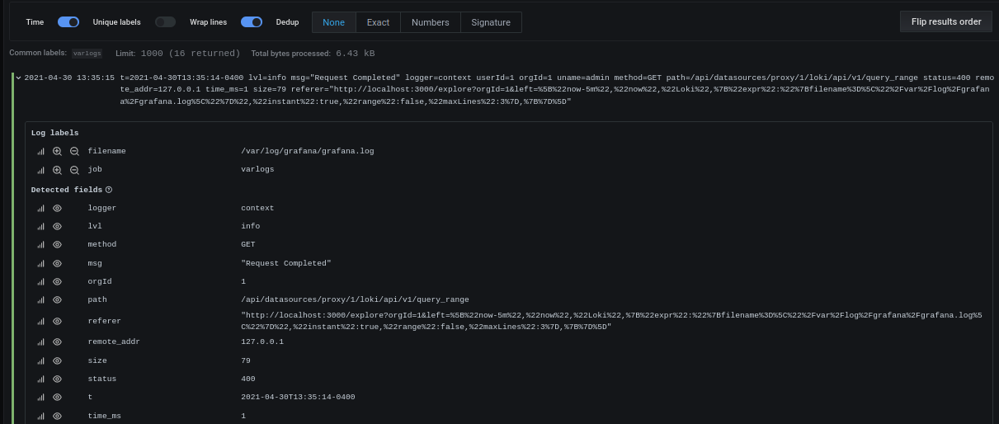 Time Unique labels Wrap lines Dedup None Exact Numbers Signature Flip results order
Common labels: varlogs Limit: 1000 (16 returned) Total bytes processed: 6.43 kB
2021-04-30 13:35:15 t=2021-04-30T13:35:14-0400 lvl=info msg="Request Completed" logger=context userId=1 orgId=1 uname=admin method=GET path=/api/datasources/proxy/1/loki/api/v1/query_range status=400 remo
te_addr=127.0.0.1 time_ms=1 size=79 referer="http://localhost:3000/explore?orgId=1&left=%5B%22now-5m%22,%22now%22,%22Loki%22,%7B%22expr%22:%22%7Bfilename%3D%5C%22%2Fvar%2Flog%2Fgrafan
a%2Fgrafana.log%5C%22%7D%22,%22instant%22:true,%22range%22:false,%22maxLines%22:3%7D,%7B%7D%5D"
Log labels
filename /var/log/grafana/grafana.log
job varlogs
Detected fields
logger context
lvl info
method GET
msg "Request Completed"
orgId 1
path /api/datasources/proxy/1/loki/api/v1/query_range
referer "http://localhost:3000/explore?orgId=1&left=%5B%22now-5m%22,%22now%22,%22Loki%22,%7B%22expr%22:%22%7Bfilename%3D%5C%22%2Fvar%2Flog%2Fgrafana%2Fgrafana.log%5
C%22%7D%22,%22instant%22:true,%22range%22:false,%22maxLines%22:3%7D,%7B%7D%5D"
remote_addr 127.0.0.1
size 79
status 400
t 2021-04-30T13:35:14-0400
time_ms 1